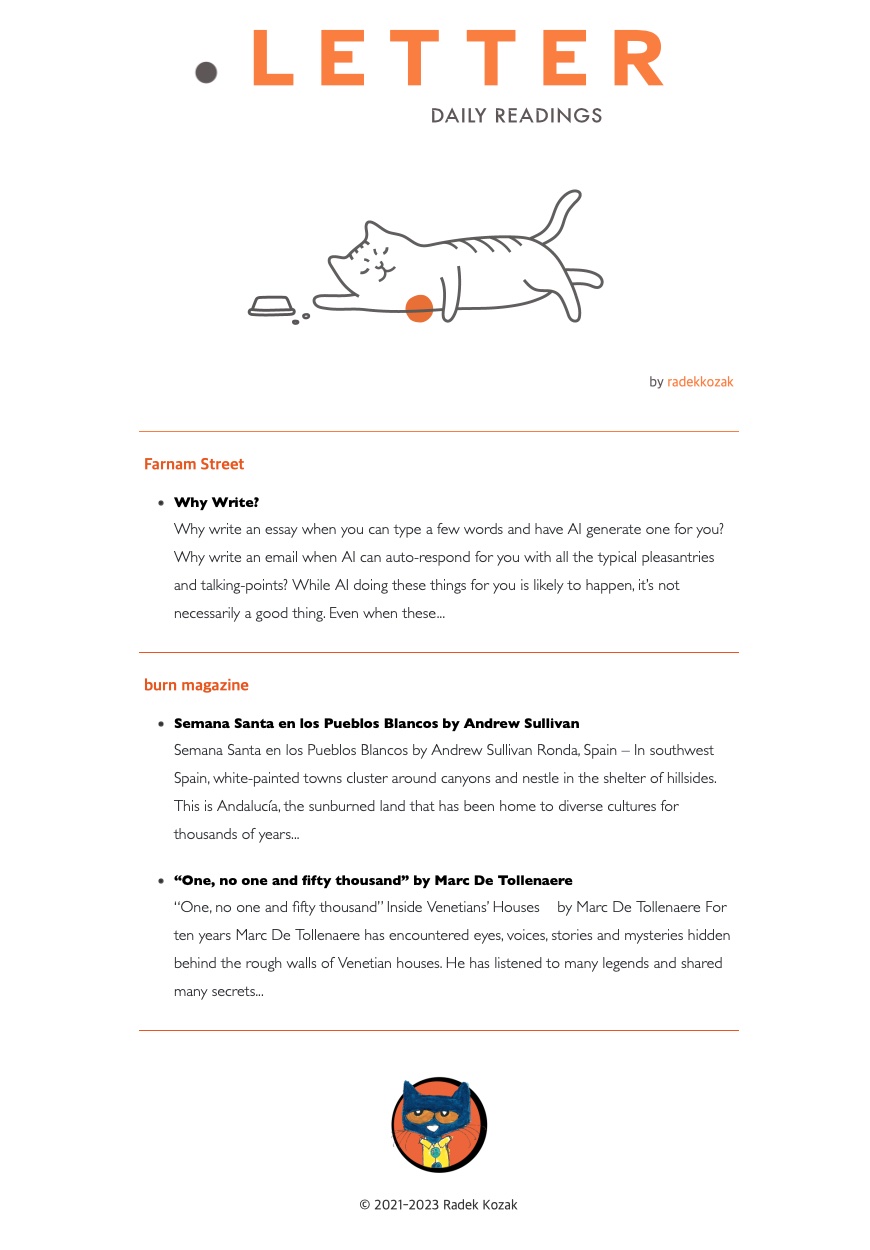 • LETTER
DAILY READINGS
by radekkozak
Farnam Street
• Why Write?
Why write an essay when you can type a few words and have AI generate one for you?
Why write an email when AI can auto-respond for you with all the typical pleasantries
and talking-points? While AI doing these things for you is likely to happen, it’s not
necessarily a good thing. Even when these...
burn magazine
• Semana Santa en los Pueblos Blancos by Andrew Sullivan
Semana Santa en los Pueblos Blancos by Andrew Sullivan Ronda, Spain – In southwest
Spain, white-painted towns cluster around canyons and nestle in the shelter of hillsides.
This is Andalucía, the sunburned land that has been home to diverse cultures for
thousands of years...
• “One, no one and fifty thousand” by Marc De Tollenaere
“One, no one and fifty thousand” Inside Venetians’ Houses by Marc De Tollenaere For
ten years Marc De Tollenaere has encountered eyes, voices, stories and mysteries hidden
behind the rough walls of Venetian houses. He has listened to many legends and shared
many secrets...
© 2021-2023 Radek Kozak